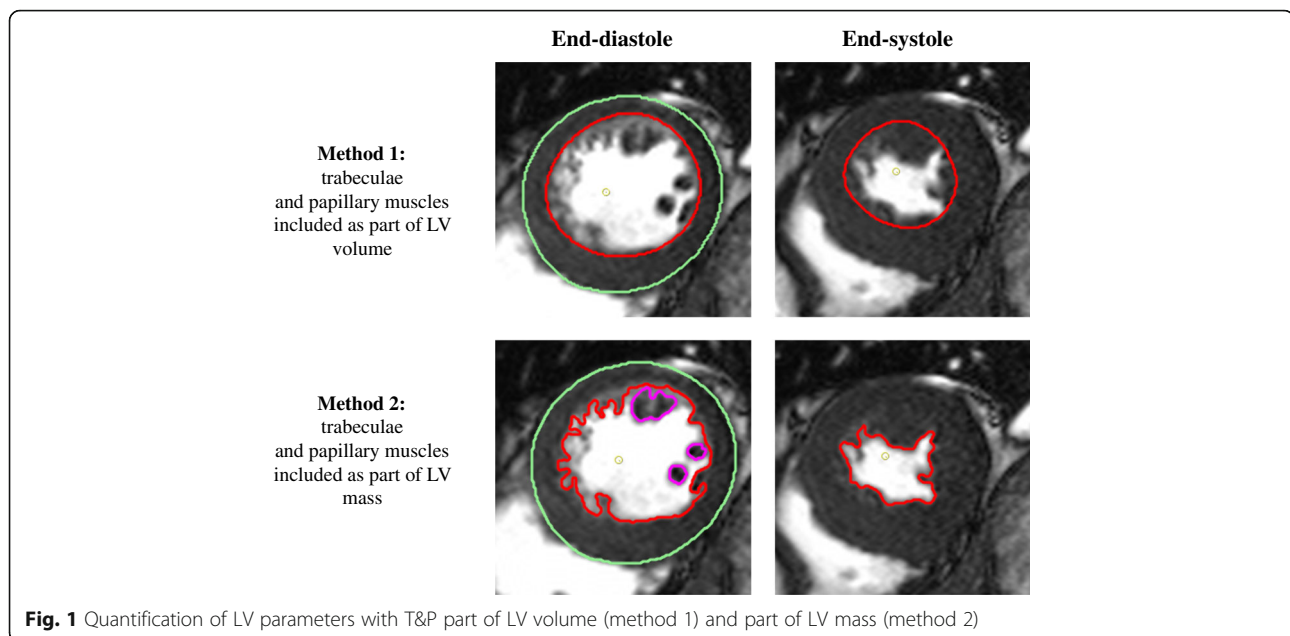 End-diastole
End-systole
Method 1:
trabeculae
and papillary muscles
included as part of LV
volume
Method 2:
trabeculae
and papillary muscles
included as part of LV
mass
Fig. 1 Quantification of LV parameters with T&P part of LV volume (method 1) and part of LV mass (method 2)